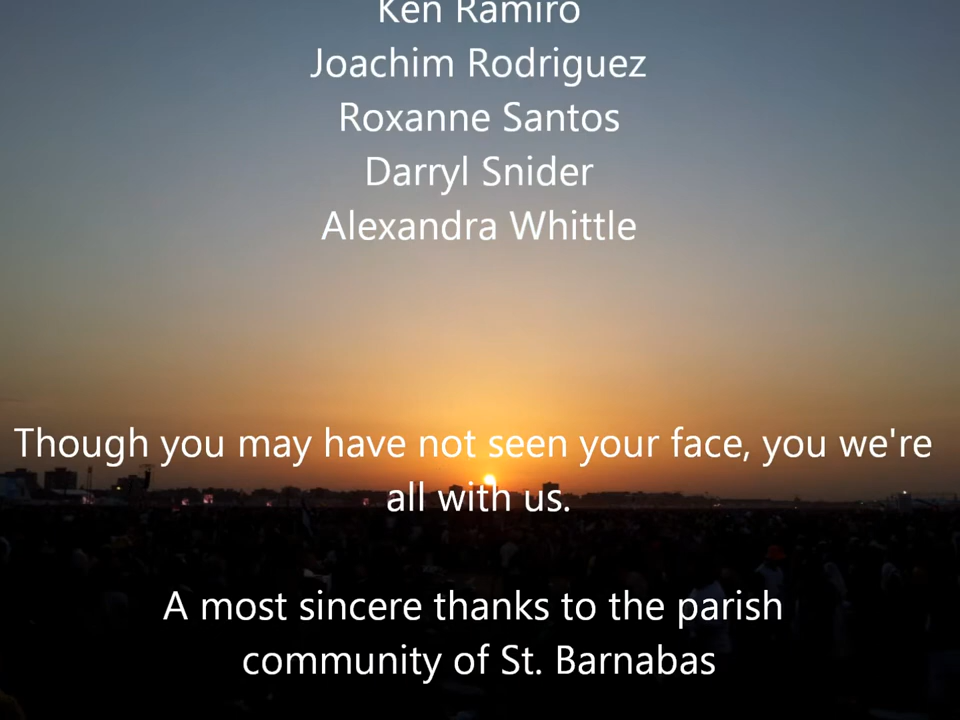 Ken Ramiro
Joachim Rodriguez
Roxanne Santos
Darryl Snider
Alexandra Whittle
Though you may have not seen your face, you we're
all with us.
A most sincere thanks to the parish
community of St. Barnabas